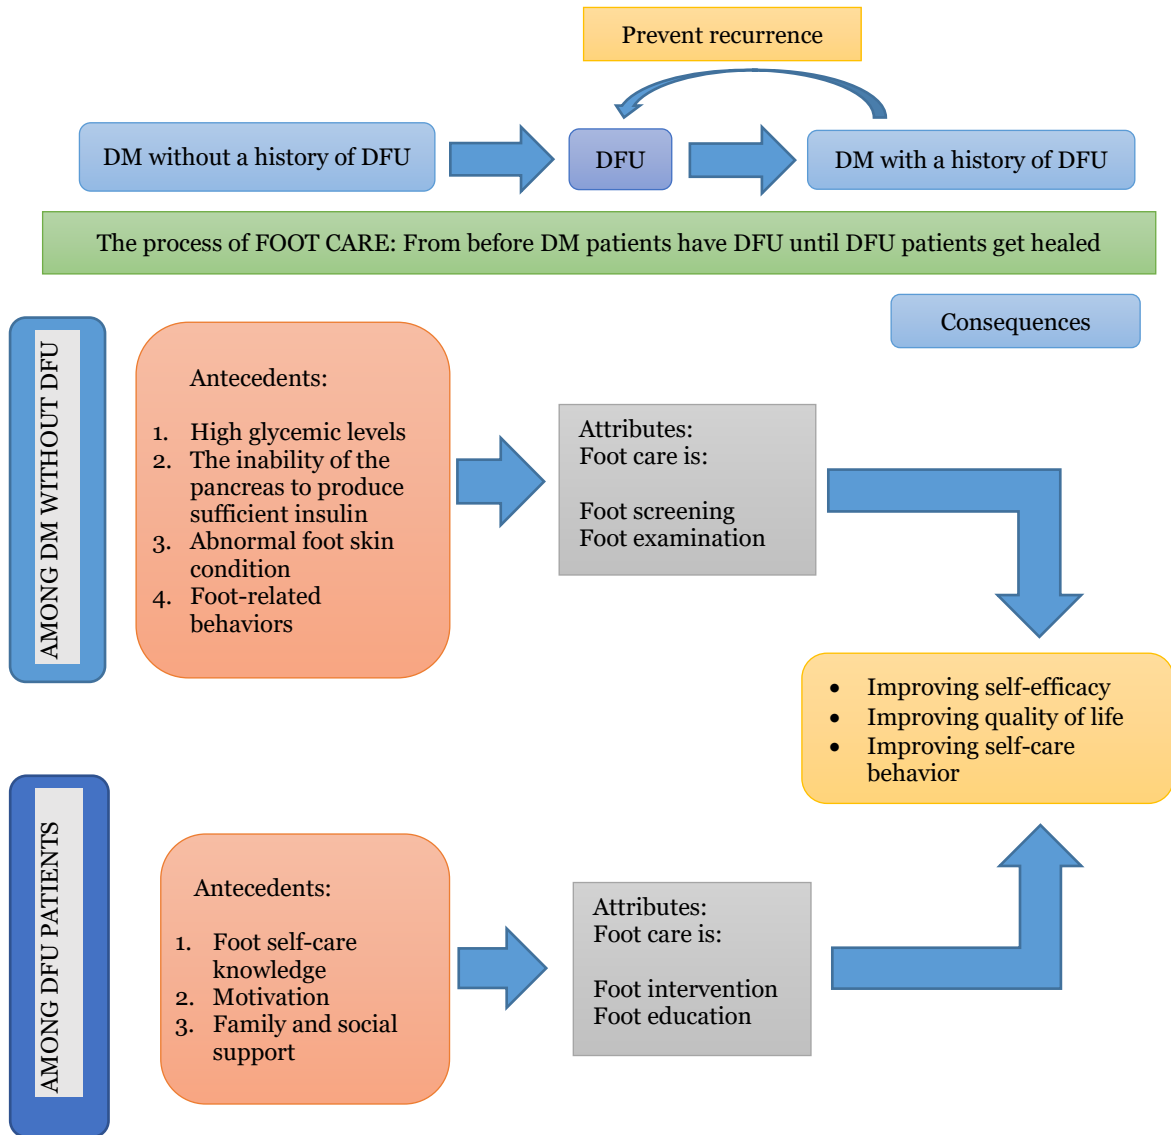 Prevent recurrence
DM without a history of DFU
DFU
DM with a history of DFU
The process of FOOT CARE: From before DM patients have DFU until DFU patients get healed
Consequences
AMONG DM WITHOUT DFU
Antecedents:
1. High glycemic levels
2. The inability of the
pancreas to produce
sufficient insulin
3. Abnormal foot skin
condition
4. Foot-related
behaviors
Attributes:
Foot care is:
Foot screening
Foot examination
• Improving self-efficacy
• Improving quality of life
• Improving self-care
behavior
AMONG DFU PATIENTS
Antecedents:
1. Foot self-care
knowledge
2. Motivation
3. Family and social
support
Attributes:
Foot care is:
Foot intervention
Foot education